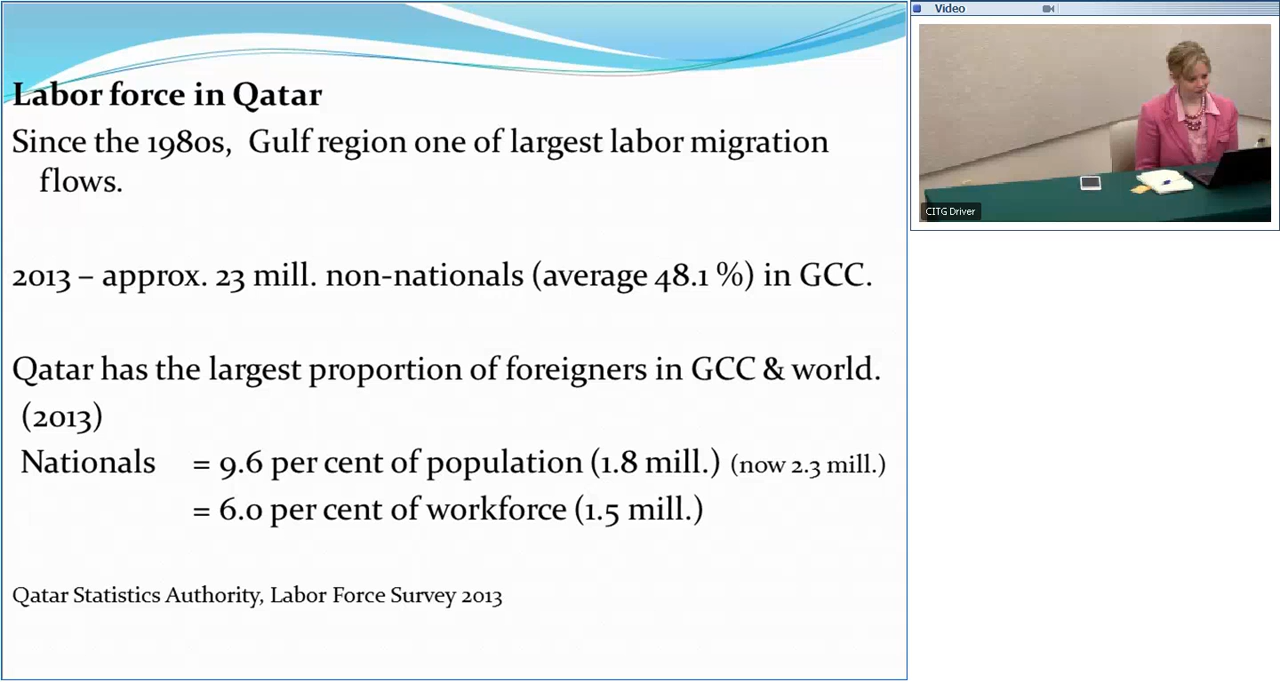 Labor force in Qatar
Since the 1980s, Gulf region one of largest labor migration
flows.
2013 – approx. 23 mill. non-nationals (average 48.1 %) in GCC.
Qatar has the largest proportion of foreigners in GCC & world.
(2013)
Nationals = 9.6 per cent of population (1.8 mill.) (now 2.3 mill.)
= 6.0 per cent of workforce (1.5 mill.)
Qatar Statistics Authority, Labor Force Survey 2013
Video
CITG Driver